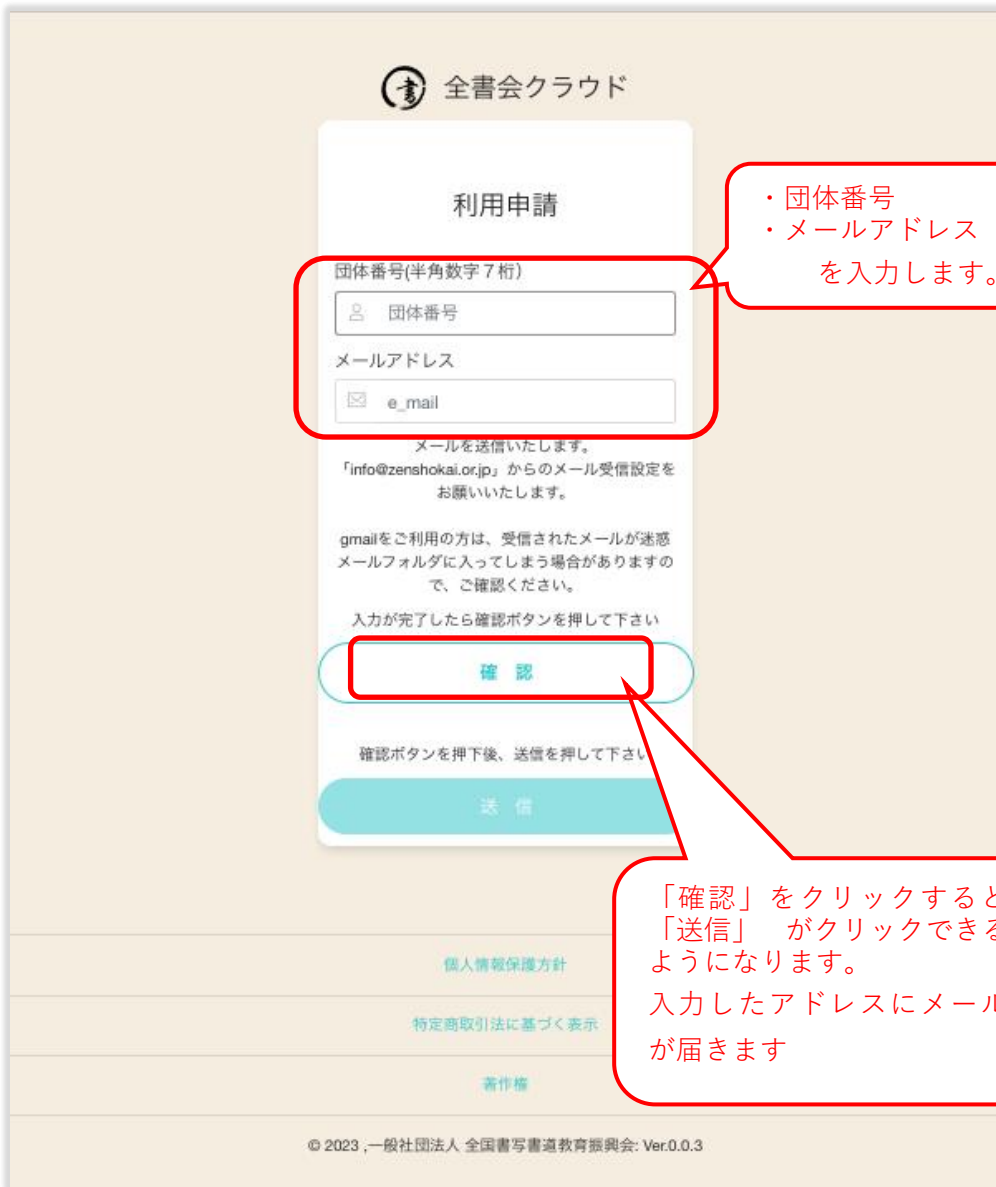 書 全書会クラウド
利用申請
・団体番号
・メールアドレス
を入力します。
団体番号(半角数字7桁)
団体番号
メールアドレス
e_mail
メールを送信いたします。
「info@zenshokai.or.jp」からのメール受信設定を
お願いいたします。
gmailをご利用の方は、受信されたメールが迷惑
メールフォルダに入ってしまう場合がありますの
で、ご確認ください。
入力が完了したら確認ボタンを押して下さい
確 認
確認ボタンを押下後、送信を押して下さい
送 信
「確認」をクリックすると
「送信」 がクリックできる
ようになります。
入力したアドレスにメール
が届きます
個人情報保護方針
特定商取引法に基づく表示
著作権
© 2023 ,一般社団法人 全国書写書道教育振興会: Ver.0.0.3